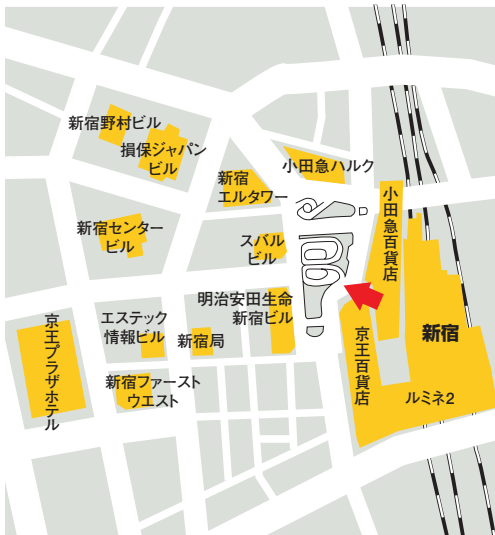 新宿野村ビル
損保ジャパン
ビル
小田急ハルク
新宿
エルタワー
小田急百貨店
新宿センター
ビル
スバル
ビル
明治安田生命
新宿ビル
京王プラザホテル
エステック
情報ビル
新宿局
京王百貨店
新宿
新宿ファースト
ウエスト
ルミネ2